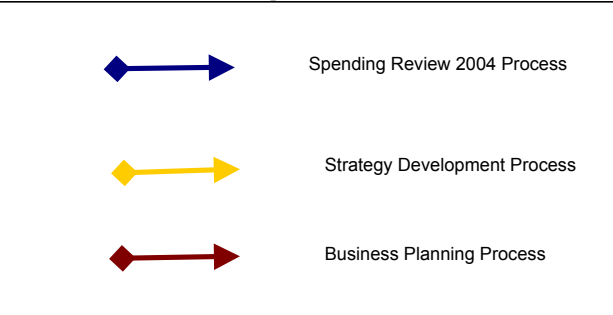 Spending Review 2004 Process
Strategy Development Process
Business Planning Process